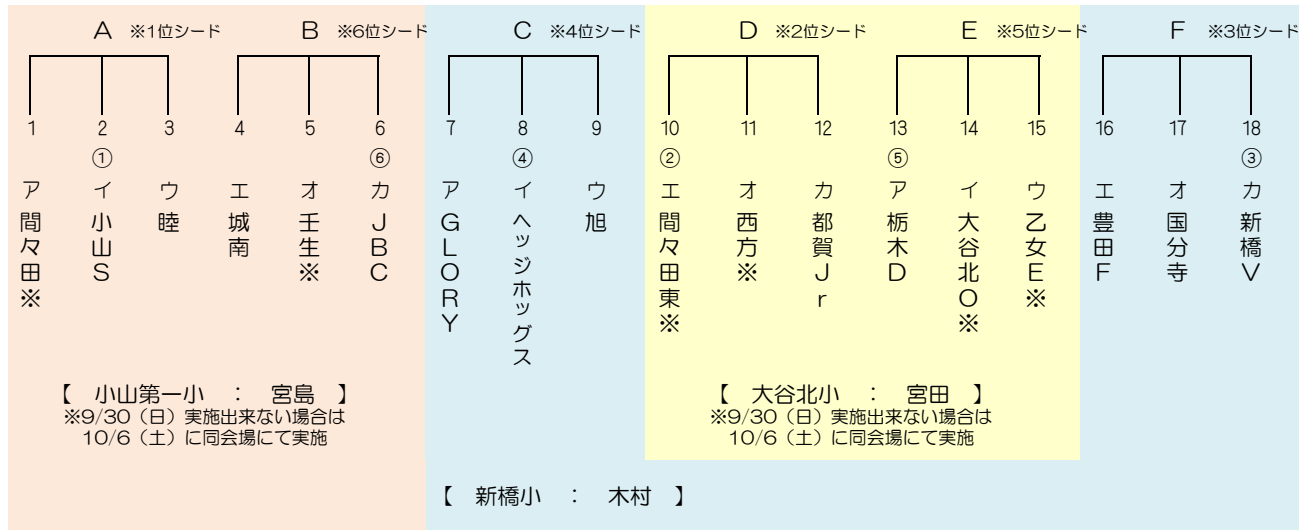 A ※1位シード B ※6位シード C ※4位シード D ※2位シード E ※5位シード F ※3位シード
1 2 3 4 5 6 7 8 9 10 11 12 13 14 15 16 17 18
① ⑥ ④ ② ⑤ ③
ア イ ウ エ オ カ ア イ ウ エ オ カ ア イ ウ エ オ カ
間々田※
小山S
睦
城南
壬生※
JBC
GLORY
ヘッジホッグス
旭
間々田東※
西方※
都賀Jr
栃木D
大谷北O※
乙女E※
豊田F
国分寺
新橋V
【 小山第一小 : 宮島 】
※9/30（日）実施出来ない場合は
10/6（土）に同会場にて実施
【 大谷北小 : 宮田 】
※9/30（日）実施出来ない場合は
10/6（土）に同会場にて実施
【 新橋小 : 木村 】